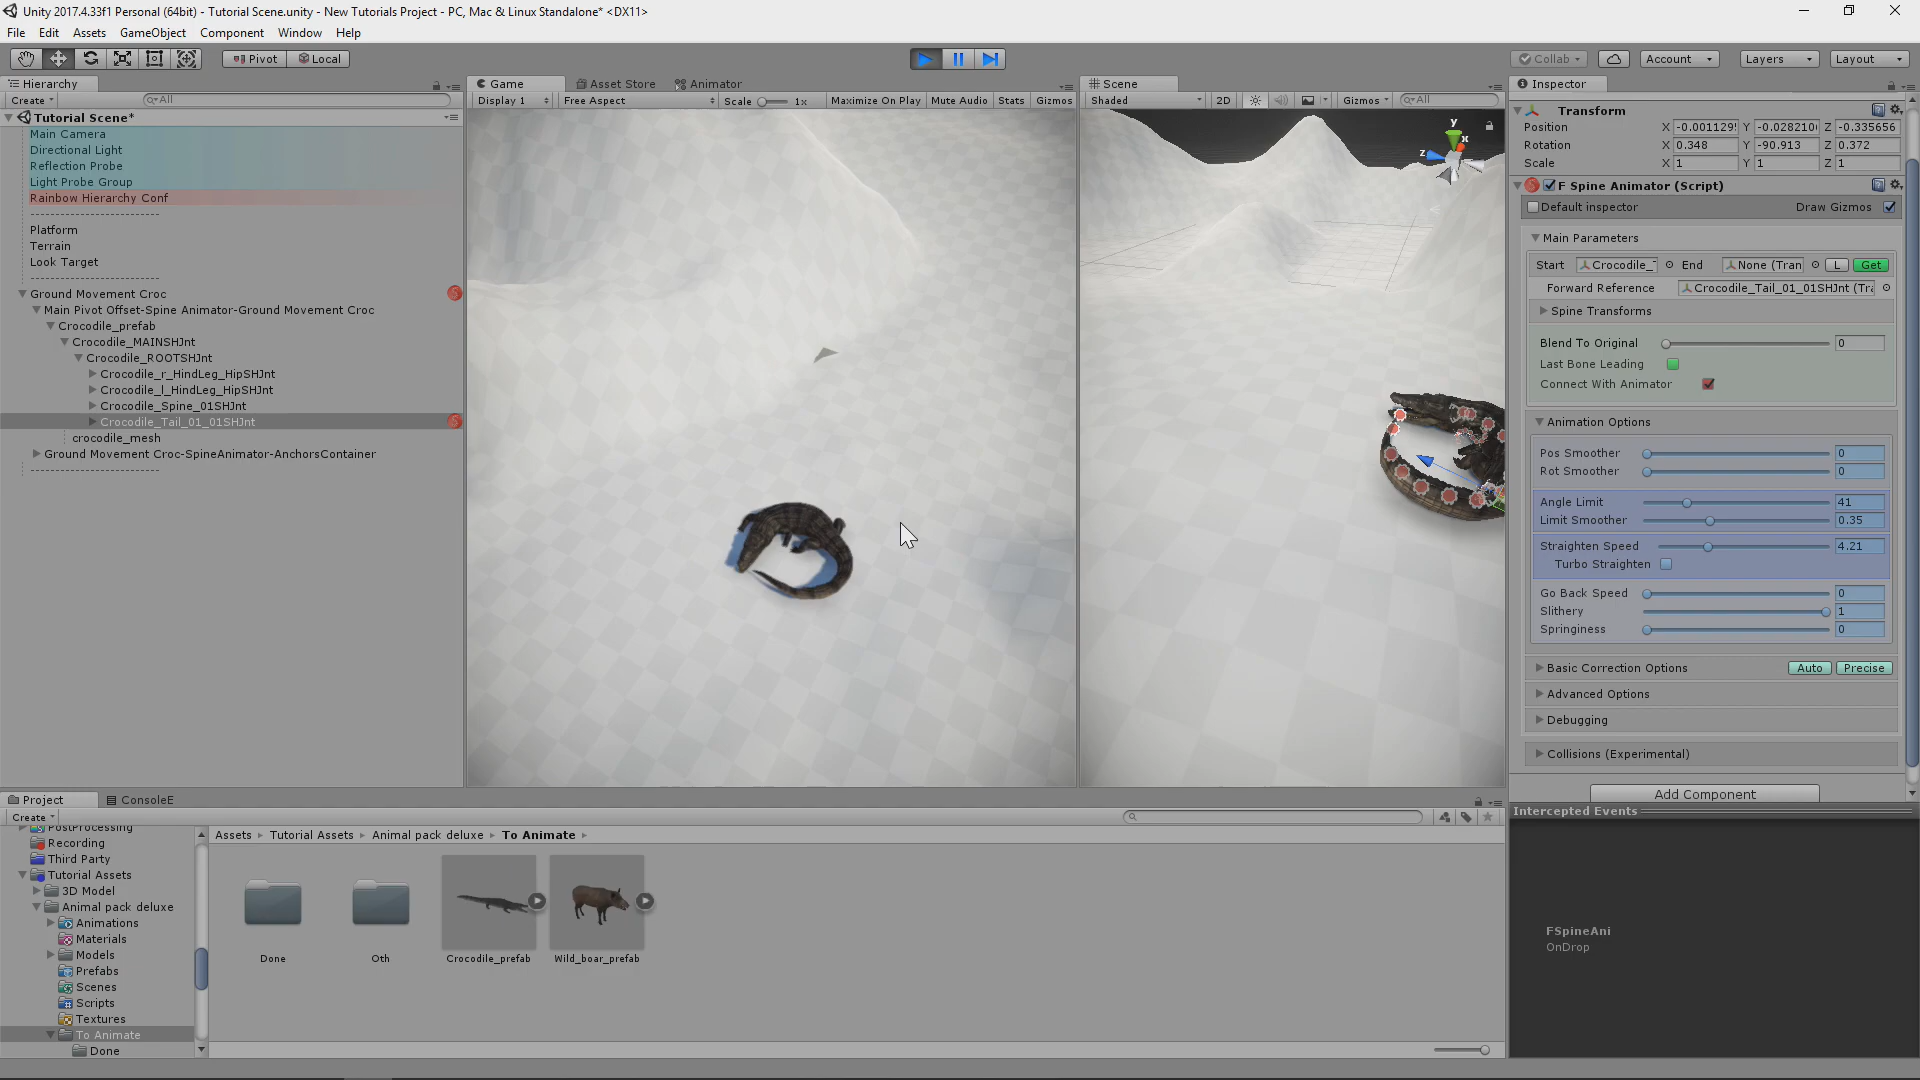 Unity 2017.4.33f1 Personal (64bit) - Tutorial Scene.unity - New Tutorials Project - PC, Mac & Linux Standalone* <DX11>
File Edit Assets GameObject Component Window Help
Pivot Local Collab Account Layers Layout
Hierarchy
Create All
Tutorial Scene*
Main Camera
Directional Light
Reflection Probe
Light Probe Group
Rainbow Hierarchy Conf
-----------------------
Platform
Terrain
Look Target
-----------------------
Ground Movement Croc
Main Pivot Offset-Spine Animator-Ground Movement Croc
Crocodile_prefab
Crocodile_MAINSHJnt
Crocodile_ROOTSHJnt
Crocodile_r_HindLeg_HipSHJnt
Crocodile_l_HindLeg_HipSHJnt
Crocodile_Spine_01SHJnt
Crocodile_Tail_01_01SHJnt
crocodile_mesh
Ground Movement Croc-SpineAnimator-AnchorsContainer
-----------------------
Game Asset Store Animator
Display 1 Free Aspect Scale 1x Maximize On Play Mute Audio Stats Gizmos
Scene
Shaded 2D Gizmos All
y
x
z
Inspector
Transform
Position X -0.001129 Y -0.028210 Z -0.335656
Rotation X 0.348 Y -90.913 Z 0.372
Scale X 1 Y 1 Z 1
F Spine Animator (Script)
Default inspector Draw Gizmos
Main Parameters
Start Crocodile_ End None (Tran L Get
Forward Reference Crocodile_Tail_01_01SHJnt (Tra
Spine Transforms
Blend To Original 0
Last Bone Leading
Connect With Animator
Animation Options
Pos Smoother 0
Rot Smoother 0
Angle Limit 41
Limit Smoother 0.35
Straighten Speed 4.21
Turbo Straighten
Go Back Speed 0
Slithery 1
Springiness 0
Basic Correction Options Auto Precise
Advanced Options
Debugging
Collisions (Experimental)
Add Component
Intercepted Events
FSpineAni
OnDrop
Project ConsoleE
Create
PostProcessing
Recording
Third Party
Tutorial Assets
3D Model
Animal pack deluxe
Animations
Materials
Models
Prefabs
Scenes
Scripts
Textures
To Animate
Done
Assets Tutorial Assets Animal pack deluxe To Animate
Done Oth Crocodile_prefab Wild_boar_prefab